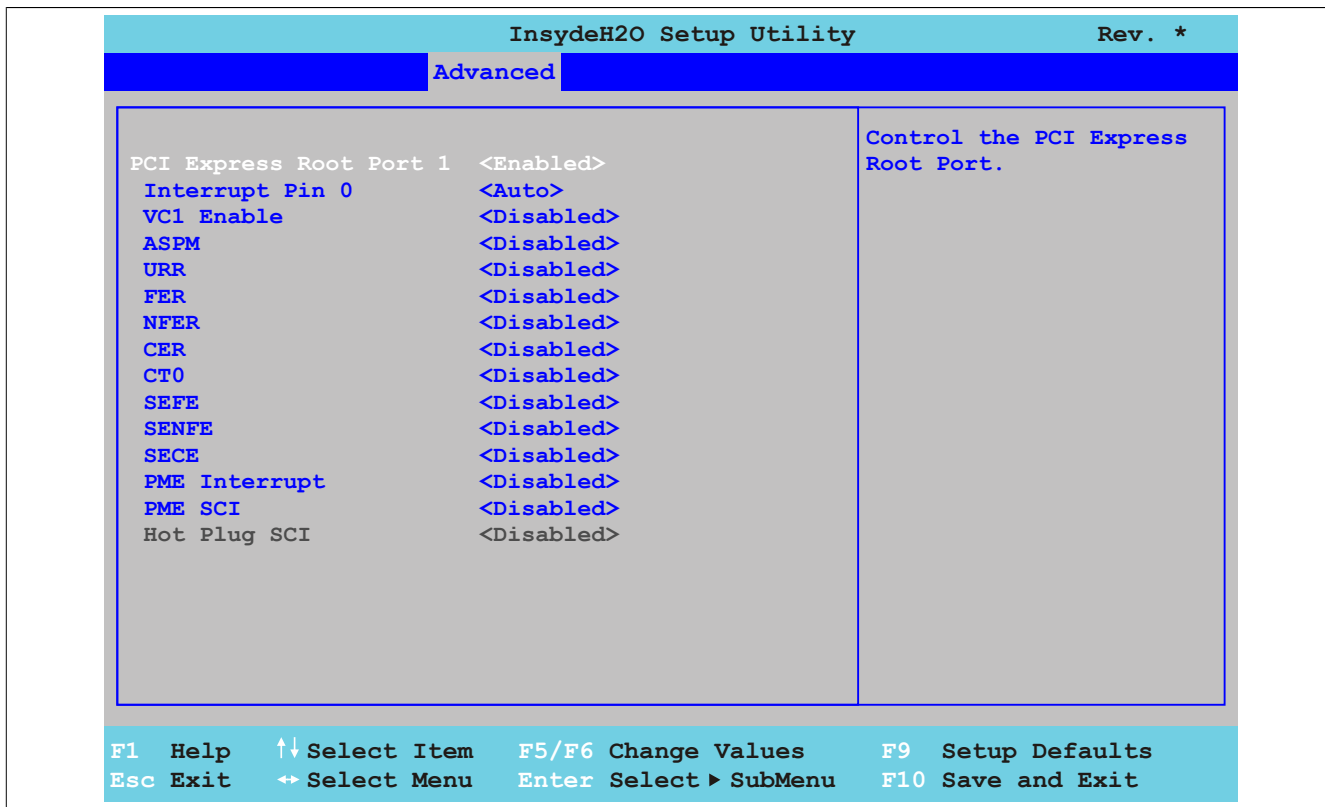 InsydeH2O Setup Utility Rev. *
Advanced
PCI Express Root Port 1 <Enabled>
Interrupt Pin 0 <Auto>
VC1 Enable <Disabled>
ASPM <Disabled>
URR <Disabled>
FER <Disabled>
NFER <Disabled>
CER <Disabled>
CT0 <Disabled>
SEFE <Disabled>
SENFE <Disabled>
SECE <Disabled>
PME Interrupt <Disabled>
PME SCI <Disabled>
Hot Plug SCI <Disabled>
Control the PCI Express
Root Port.
F1 Help ↑↓ Select Item F5/F6 Change Values F9 Setup Defaults
Esc Exit ↔ Select Menu Enter Select ▶ SubMenu F10 Save and Exit